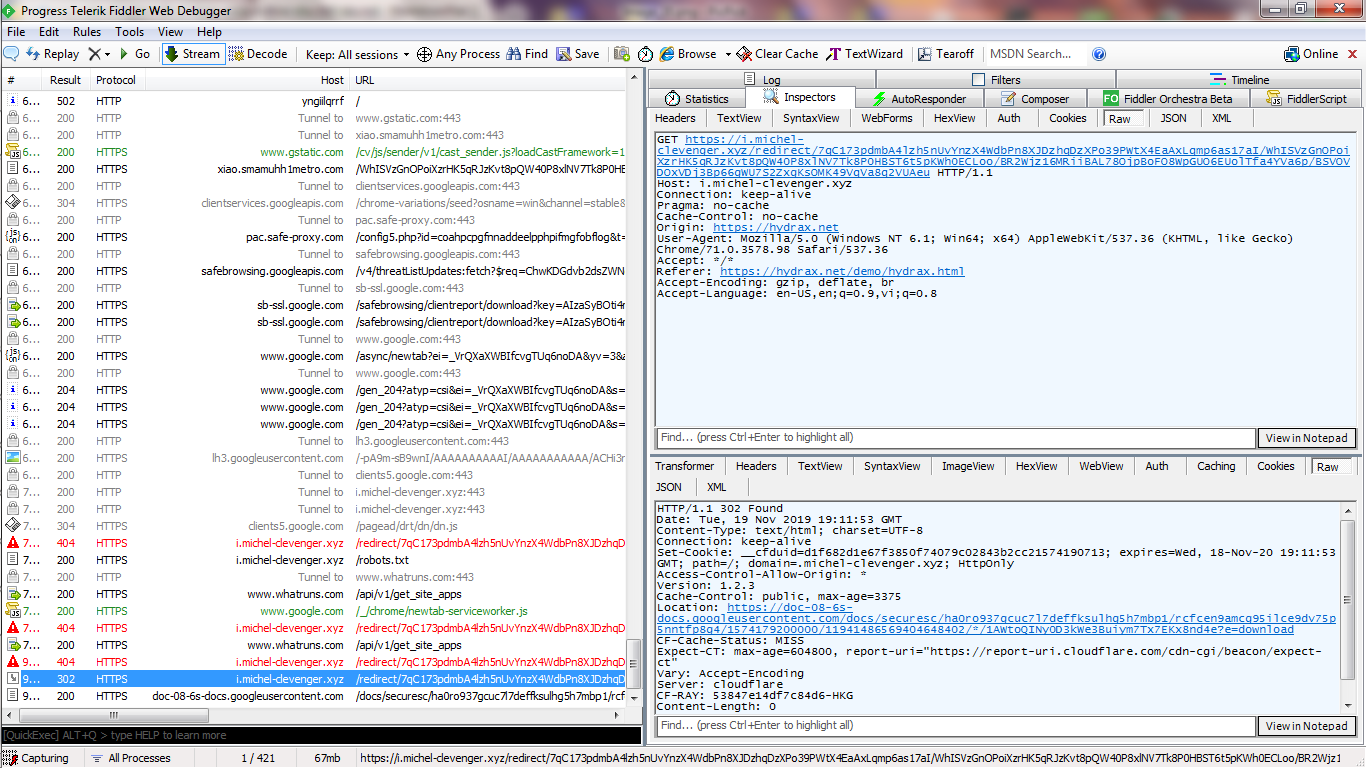 Progress Telerik Fiddler Web Debugger
File Edit Rules Tools View Help
Replay Go Stream Decode Keep: All sessions Any Process Find Save Browse Clear Cache TextWizard Tearoff MSDN Search... Online
# Result Protocol Host URL
6... 502 HTTP yngiilqrrf /
6... 200 HTTP Tunnel to www.gstatic.com:443
6... 200 HTTP Tunnel to xiao.smamuhh1metro.com:443
6... 200 HTTPS www.gstatic.com /cv/js/sender/v1/cast_sender.js?loadCastFramework=1
6... 200 HTTPS xiao.smamuhh1metro.com /WhISVzGnOPoiXzrHK5qRJzKvt8pQW40P8xlNV7Tk8P0HB
6... 200 HTTP Tunnel to clientservices.googleapis.com:443
6... 304 HTTPS clientservices.googleapis.com /chrome-variations/seed?osname=win&channel=stable&
6... 200 HTTP Tunnel to pac.safe-proxy.com:443
6... 200 HTTPS pac.safe-proxy.com /config5.php?id=coahpcpgfnnaddeelpphpifmgfobflog&t=
6... 200 HTTP Tunnel to safebrowsing.googleapis.com:443
6... 200 HTTPS safebrowsing.googleapis.com /v4/threatListUpdates:fetch?$req=ChwKDGdvb2dsZWN
6... 200 HTTP Tunnel to sb-ssl.google.com:443
6... 200 HTTPS sb-ssl.google.com /safebrowsing/clientreport/download?key=AIzaSyBOti4
6... 200 HTTPS sb-ssl.google.com /safebrowsing/clientreport/download?key=AIzaSyBOti4
6... 200 HTTP Tunnel to www.google.com:443
6... 200 HTTPS www.google.com /async/newtab?ei=_VrQXaXWBIfcvgTUq6noDA&yv=3&
6... 200 HTTP Tunnel to www.google.com:443
6... 204 HTTPS www.google.com /gen_204?atyp=csi&ei=_VrQXaXWBIfcvgTUq6noDA&s=
6... 204 HTTPS www.google.com /gen_204?atyp=csi&ei=_VrQXaXWBIfcvgTUq6noDA&s=
6... 204 HTTPS www.google.com /gen_204?atyp=csi&ei=_VrQXaXWBIfcvgTUq6noDA&s=
6... 200 HTTP Tunnel to lh3.googleusercontent.com:443
6... 200 HTTPS lh3.googleusercontent.com /-pA9m-sB9wnI/AAAAAAAAAAI/AAAAAAAAAAA/ACHi3r
6... 200 HTTP Tunnel to clients5.google.com:443
7... 200 HTTP Tunnel to i.michel-clevenger.xyz:443
7... 200 HTTP Tunnel to i.michel-clevenger.xyz:443
7... 304 HTTPS clients5.google.com /pagead/drt/dn/dn.js
7... 404 HTTPS i.michel-clevenger.xyz /redirect/7qC173pdmbA4lzh5nUvYnzX4WdbPn8XJDzhqD
7... 200 HTTPS i.michel-clevenger.xyz /robots.txt
7... 200 HTTP Tunnel to www.whatruns.com:443
7... 200 HTTPS www.whatruns.com /api/v1/get_site_apps
7... 200 HTTPS www.google.com /_/chrome/newtab-serviceworker.js
7... 404 HTTPS i.michel-clevenger.xyz /redirect/7qC173pdmbA4lzh5nUvYnzX4WdbPn8XJDzhqD
7... 200 HTTPS www.whatruns.com /api/v1/get_site_apps
9... 404 HTTPS i.michel-clevenger.xyz /redirect/7qC173pdmbA4lzh5nUvYnzX4WdbPn8XJDzhqD
9... 302 HTTPS i.michel-clevenger.xyz /redirect/7qC173pdmbA4lzh5nUvYnzX4WdbPn8XJDzhqD
9... 200 HTTPS doc-08-6s-docs.googleusercontent.com /docs/securesc/ha0ro937gcuc7l7deffksulhg5h7mbp1/rcf
[QuickExec] ALT+Q > type HELP to learn more
Log Filters Timeline
Statistics Inspectors AutoResponder Composer FO Fiddler Orchestra Beta FiddlerScript
Headers TextView SyntaxView WebForms HexView Auth Cookies Raw JSON XML
GET https://i.michel-
clevenger.xyz/redirect/7qC173pdmbA4lzh5nUvYnzX4WdbPn8XJDzhqDzXPo39PWtX4EaAxLqmp6as17aI/WhISVzGnOPoi
XzrHK5qRJzKvt8pQW40P8xlNV7Tk8P0HBST6t5pKWh0ECLoo/BR2Wjz16MRiiBAL78OjpBoFO8WpGUO6EUolTfa4YVa6p/BSVOV
DOxVDj3Bp66gWU7S2ZxqKsOMK49VqVa8q2VUAeu HTTP/1.1
Host: i.michel-clevenger.xyz
Connection: keep-alive
Pragma: no-cache
Cache-Control: no-cache
Origin: https://hydrax.net
User-Agent: Mozilla/5.0 (Windows NT 6.1; Win64; x64) AppleWebKit/537.36 (KHTML, like Gecko)
Chrome/71.0.3578.98 Safari/537.36
Accept: */*
Referer: https://hydrax.net/demo/hydrax.html
Accept-Encoding: gzip, deflate, br
Accept-Language: en-US,en;q=0.9,vi;q=0.8
Find... (press Ctrl+Enter to highlight all) View in Notepad
Transformer Headers TextView SyntaxView ImageView HexView WebView Auth Caching Cookies Raw
JSON XML
HTTP/1.1 302 Found
Date: Tue, 19 Nov 2019 19:11:53 GMT
Content-Type: text/html; charset=UTF-8
Connection: keep-alive
Set-Cookie: __cfduid=d1f682d1e67f3850f74079c02843b2cc21574190713; expires=Wed, 18-Nov-20 19:11:53
GMT; path=/; domain=.michel-clevenger.xyz; HttpOnly
Access-Control-Allow-Origin: *
Version: 1.2.3
Cache-Control: public, max-age=3375
Location: https://doc-08-6s-
docs.googleusercontent.com/docs/securesc/ha0ro937gcuc7l7deffksulhg5h7mbp1/rcfcen9amcq95ilce9dv75p
5nntfp8q4/1574179200000/11941486569404648402/*/1AWtoQINyOD3kWe3Buiym7Tx7EKx8nd4e?e=download
CF-Cache-Status: MISS
Expect-CT: max-age=604800, report-uri="https://report-uri.cloudflare.com/cdn-cgi/beacon/expect-
ct"
Vary: Accept-Encoding
Server: cloudflare
CF-RAY: 53847e14df7c84d6-HKG
Content-Length: 0
Find... (press Ctrl+Enter to highlight all) View in Notepad
Capturing All Processes 1 / 421 67mb https://i.michel-clevenger.xyz/redirect/7qC173pdmbA4lzh5nUvYnzX4WdbPn8XJDzhqDzXPo39PWtX4EaAxLqmp6as17aI/WhISVzGnOPoiXzrHK5qRJzKvt8pQW40P8xlNV7Tk8P0HBST6t5pKWh0ECLoo/BR2Wjz1